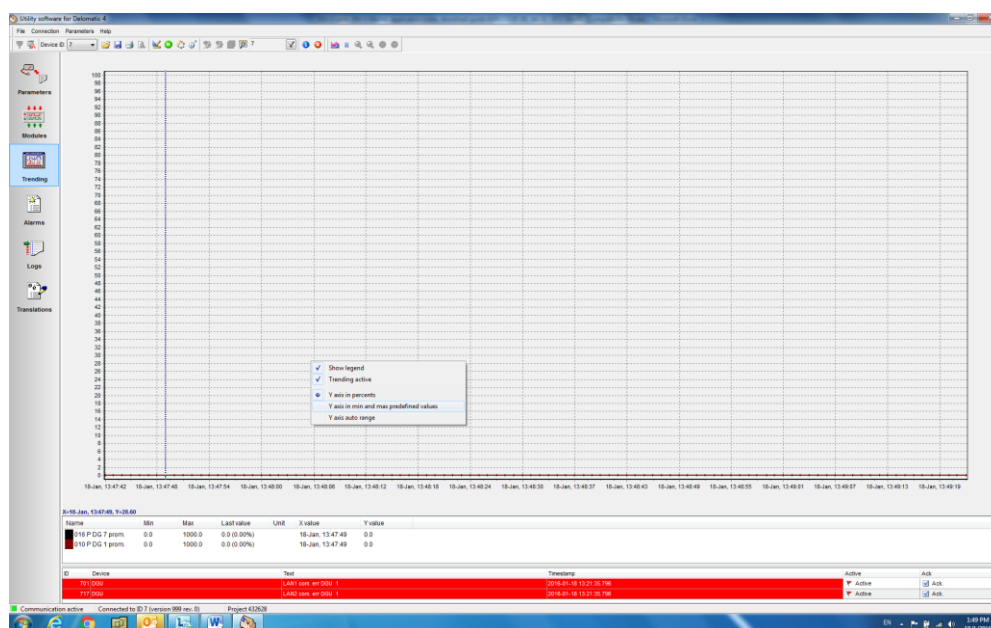 Utility software for Delomatic 4
File Connection Parameters Help
Device ID: 7
7
Parameters
Modules
Trending
Alarms
Logs
Translations
100
98
96
94
92
90
88
86
84
82
80
78
76
74
72
70
68
66
64
62
60
58
56
54
52
50
48
46
44
42
40
38
36
34
32
30
28
26
24
22
20
18
16
14
12
10
8
6
4
2
0
Show legend
Trending active
Y axis in percents
Y axis in min and max predefined values
Y axis auto range
18-Jan, 13:47:42 18-Jan, 13:47:48 18-Jan, 13:47:54 18-Jan, 13:48:00 18-Jan, 13:48:06 18-Jan, 13:48:12 18-Jan, 13:48:18 18-Jan, 13:48:24 18-Jan, 13:48:30 18-Jan, 13:48:37 18-Jan, 13:48:43 18-Jan, 13:48:49 18-Jan, 13:48:55 18-Jan, 13:49:01 18-Jan, 13:49:07 18-Jan, 13:49:13 18-Jan, 13:49:19
X=18-Jan, 13:47:49, Y=28.60
Name Min Max Last value Unit X value Y value
016 P DG 7 prom. 0.0 1000.0 0.0 (0.00%) 18-Jan, 13:47:49 0.0
010 P DG 1 prom. 0.0 1000.0 0.0 (0.00%) 18-Jan, 13:47:49 0.0
ID Device Text Timestamp Active Ack
701 DGU LAN1 com. err DGU 1 2016-01-18 13:21:35.796 Active Ack.
717 DGU LAN2 com. err DGU 1 2016-01-18 13:21:35.796 Active Ack.
Communication active Connected to ID 7 (version 999 rev. 0) Project 432628
EN 1:49 PM